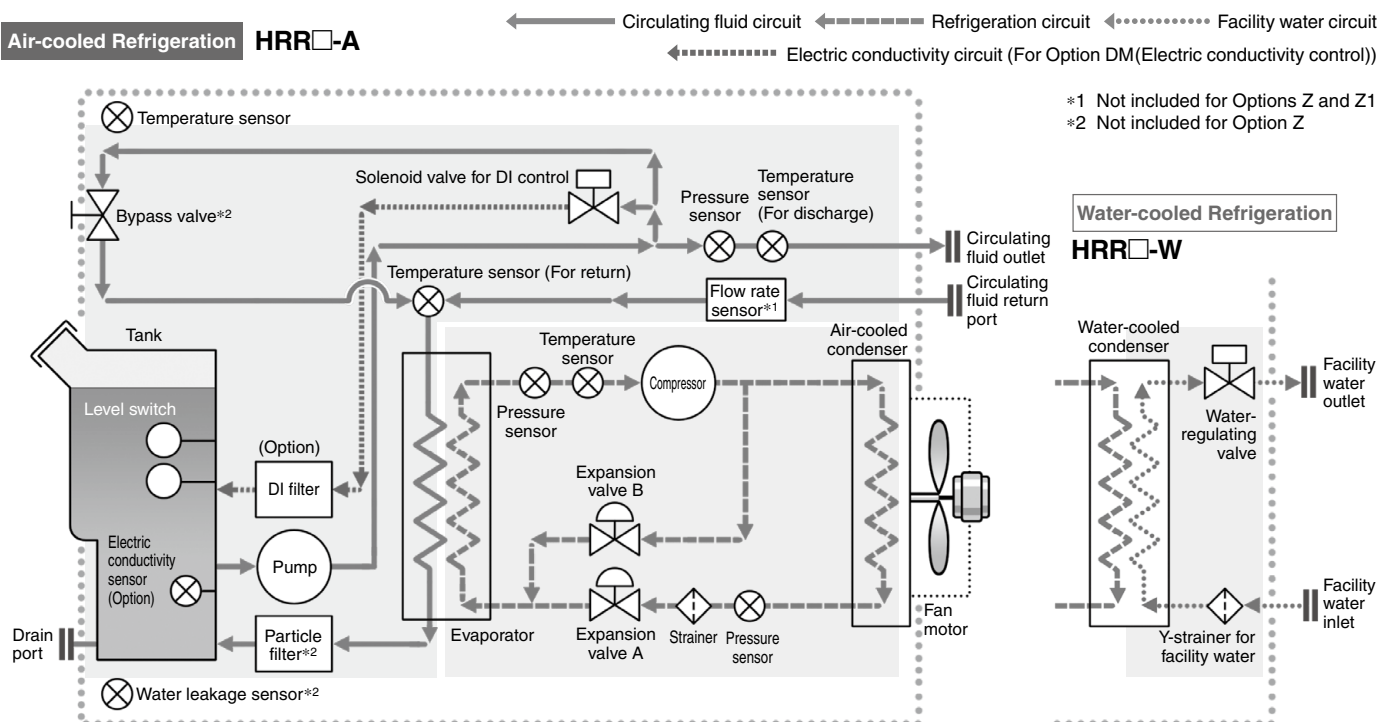 Air-cooled Refrigeration HRR□-A
Circulating fluid circuit
Refrigeration circuit
Facility water circuit
Electric conductivity circuit (For Option DM(Electric conductivity control))
*1 Not included for Options Z and Z1
*2 Not included for Option Z
Temperature sensor
Solenoid valve for DI control
Bypass valve*2
Pressure
sensor
Temperature
sensor
(For discharge)
Circulating
fluid outlet
Temperature sensor (For return)
Flow rate
sensor*1
Circulating
fluid return
port
Tank
Level switch
(Option)
DI filter
Electric
conductivity
sensor
(Option)
Pump
Drain
port
Particle
filter*2
Water leakage sensor*2
Evaporator
Pressure
sensor
Temperature
sensor
Compressor
Air-cooled
condenser
Expansion
valve B
Expansion
valve A
Strainer
Pressure
sensor
Fan
motor
Water-cooled Refrigeration
HRR□-W
Water-cooled
condenser
Facility
water
outlet
Water-
regulating
valve
Facility
water
inlet
Y-strainer for
facility water